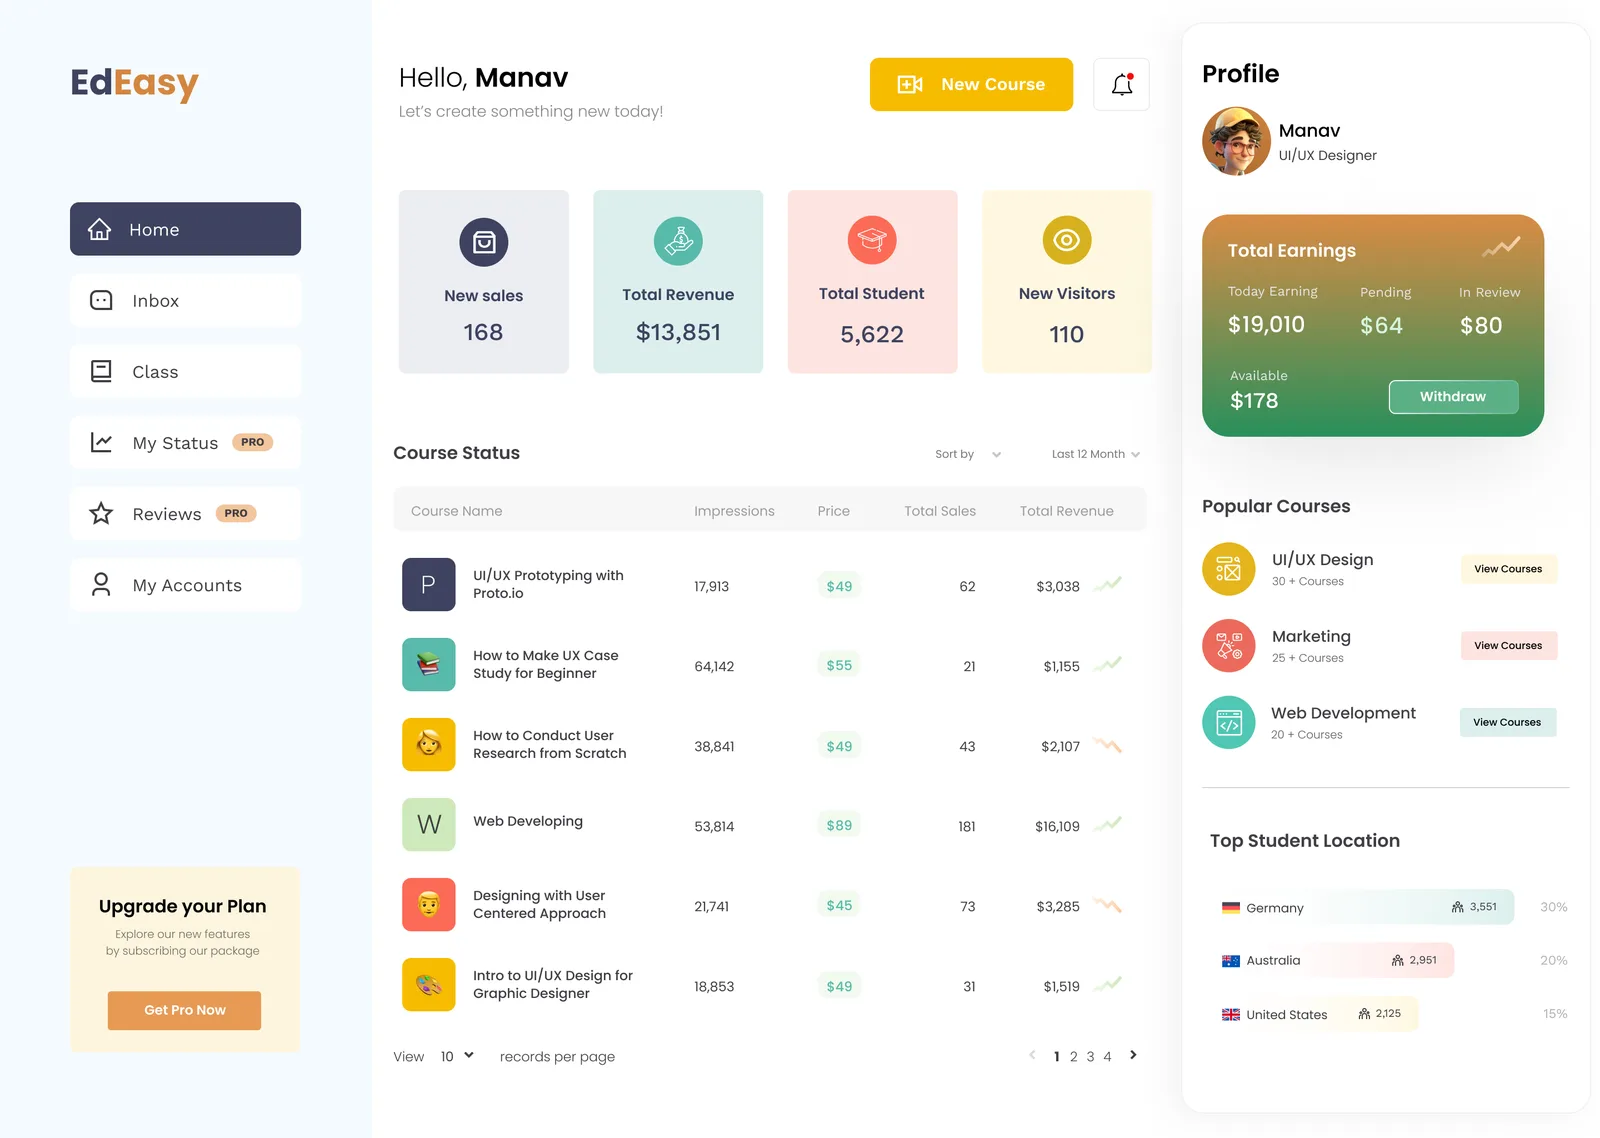 EdEasy
Home
Inbox
Class
My Status PRO
Reviews PRO
My Accounts
Upgrade your Plan
Explore our new features
by subscribing our package
Get Pro Now
Hello, Manav
Let's create something new today!
New Course
New sales
168
Total Revenue
$13,851
Total Student
5,622
New Visitors
110
Course Status
Sort by
Last 12 Month
Course Name Impressions Price Total Sales Total Revenue
P
UI/UX Prototyping with
Proto.io
17,913 $49 62 $3,038
How to Make UX Case
Study for Beginner
64,142 $55 21 $1,155
How to Conduct User
Research from Scratch
38,841 $49 43 $2,107
W
Web Developing
53,814 $89 181 $16,109
Designing with User
Centered Approach
21,741 $45 73 $3,285
Intro to UI/UX Design for
Graphic Designer
18,853 $49 31 $1,519
View 10 records per page
1 2 3 4
Profile
Manav
UI/UX Designer
Total Earnings
Today Earning
$19,010
Pending
$64
In Review
$80
Available
$178
Withdraw
Popular Courses
UI/UX Design
30 + Courses
View Courses
Marketing
25 + Courses
View Courses
Web Development
20 + Courses
View Courses
Top Student Location
Germany 3,551 30%
Australia 2,951 20%
United States 2,125 15%